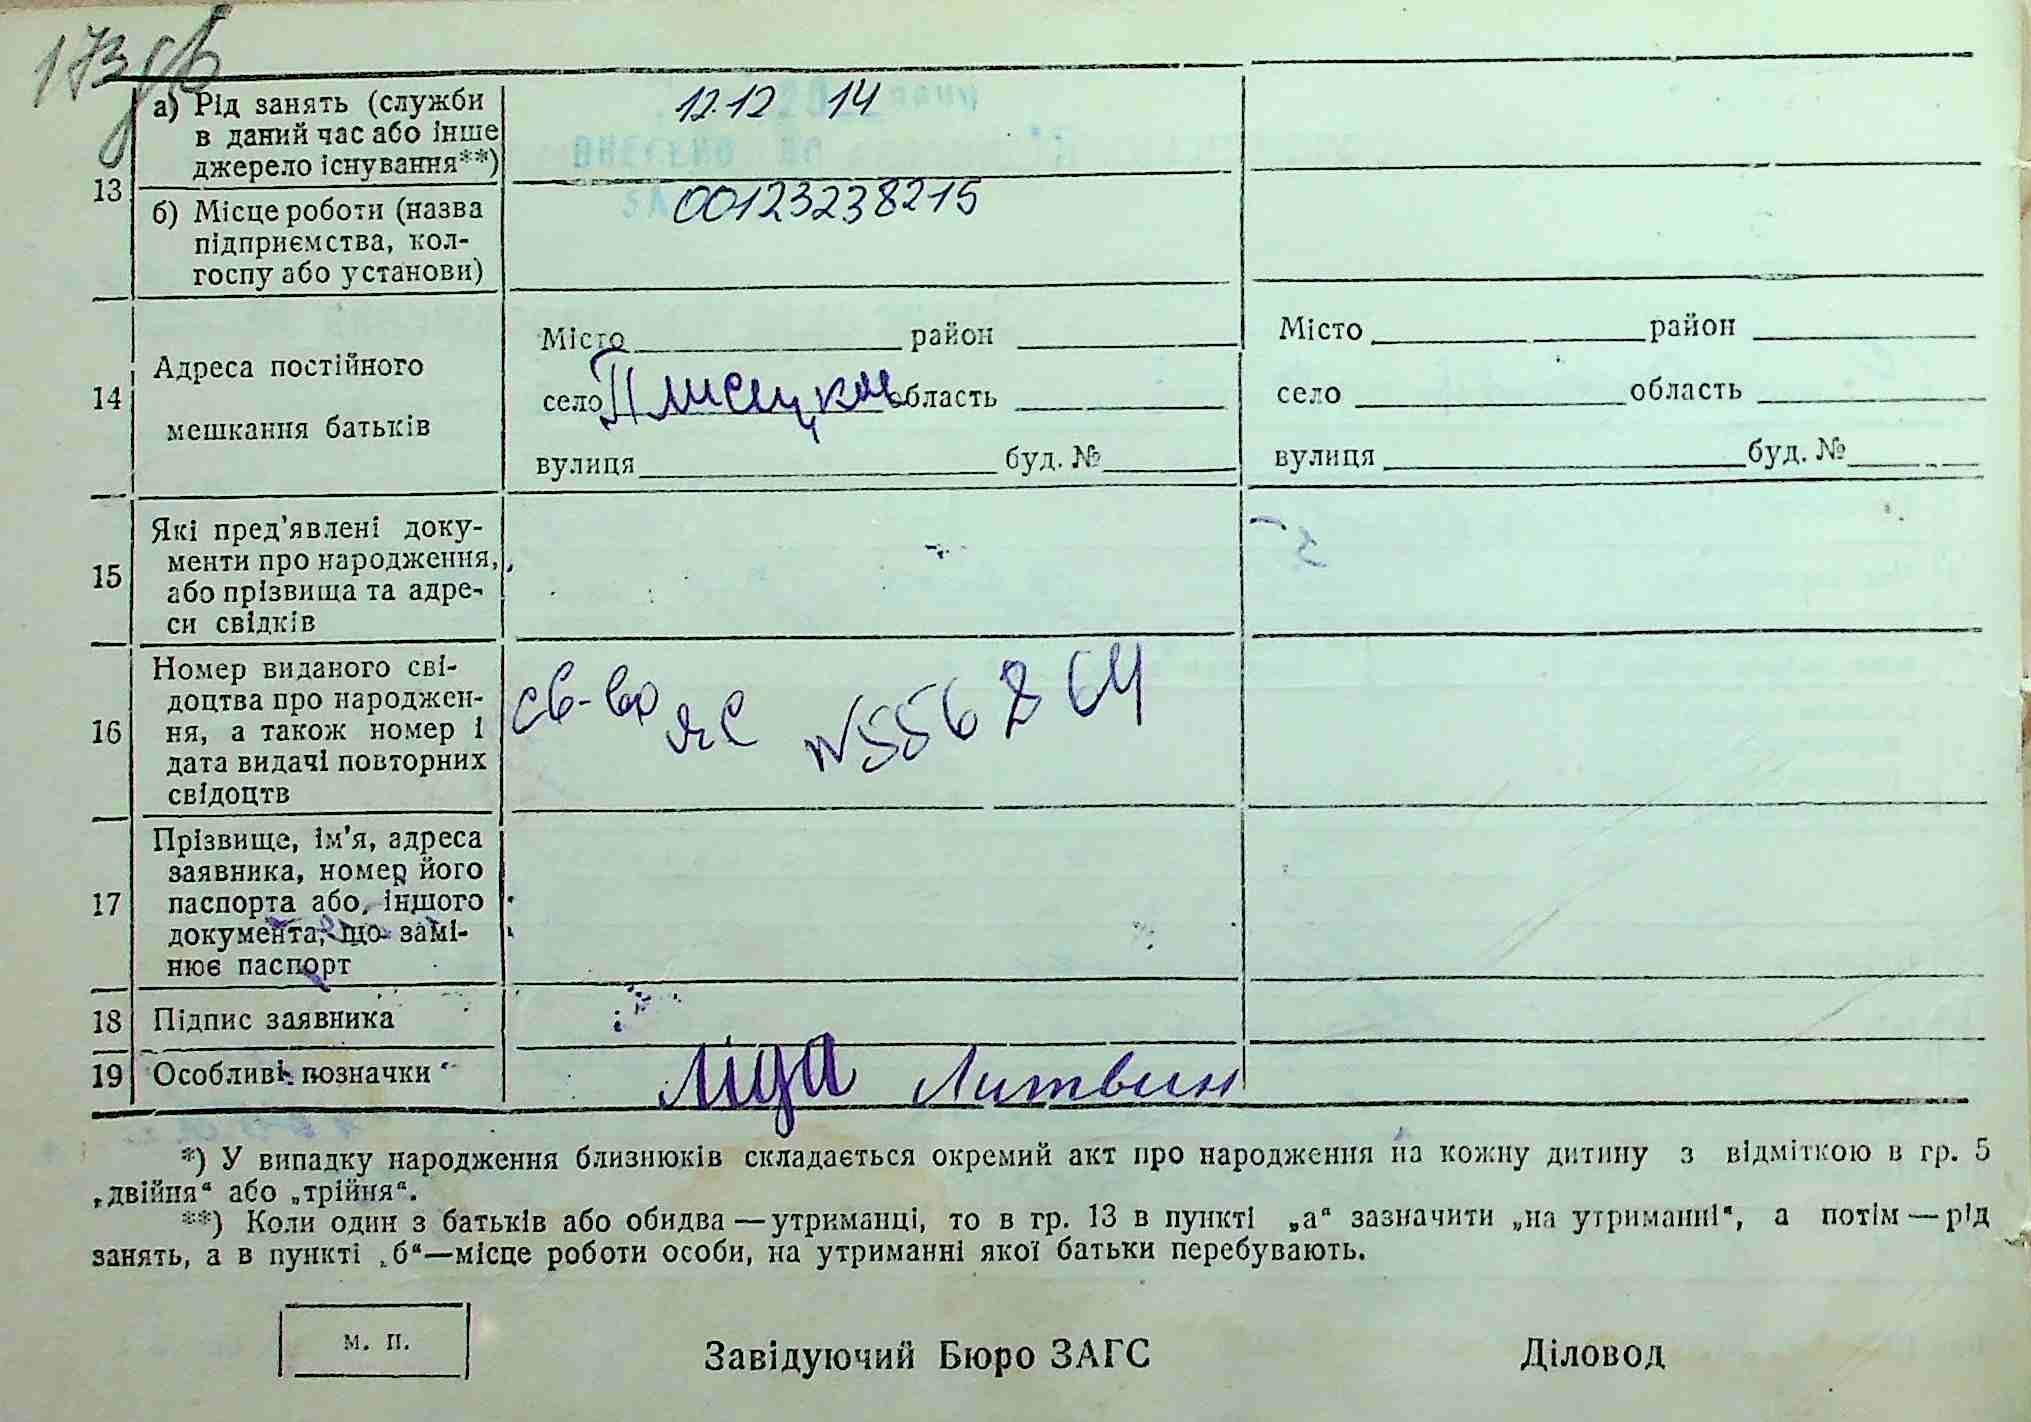 173
а) Рід занять (служби
в даний час або інше
джерело існування**)
12.12 14
13
б) Місце роботи (назва
підприємства, кол-
госпу або установи)
00123238215
14
Адреса постійного
мешкання батьків
Місто район
село Плисецьке область
вулиця буд. №
Місто район
село область
вулиця буд. №
15
Які пред'явлені доку-
менти про народження,
або прізвища та адре-
си свідків
16
Номер виданого сві-
доцтва про народжен-
ня, а також номер і
дата видачі повторних
свідоцтв
св-во ЯС №556264
17
Прізвище, ім'я, адреса
заявника, номер його
паспорта або іншого
документа, що замі-
нює паспорт
18 Підпис заявника
19 Особливі позначки
Литвин
*) У випадку народження близнюків складається окремий акт про народження на кожну дитину з відміткою в гр. 5
„двійня“ або „трійня“.
**) Коли один з батьків або обидва — утриманці, то в гр. 13 в пункті „а“ зазначити „на утриманні“, а потім — рід
занять, а в пункті „б“—місце роботи особи, на утриманні якої батьки перебувають.
м. п.
Завідуючий Бюро ЗАГС
Діловод